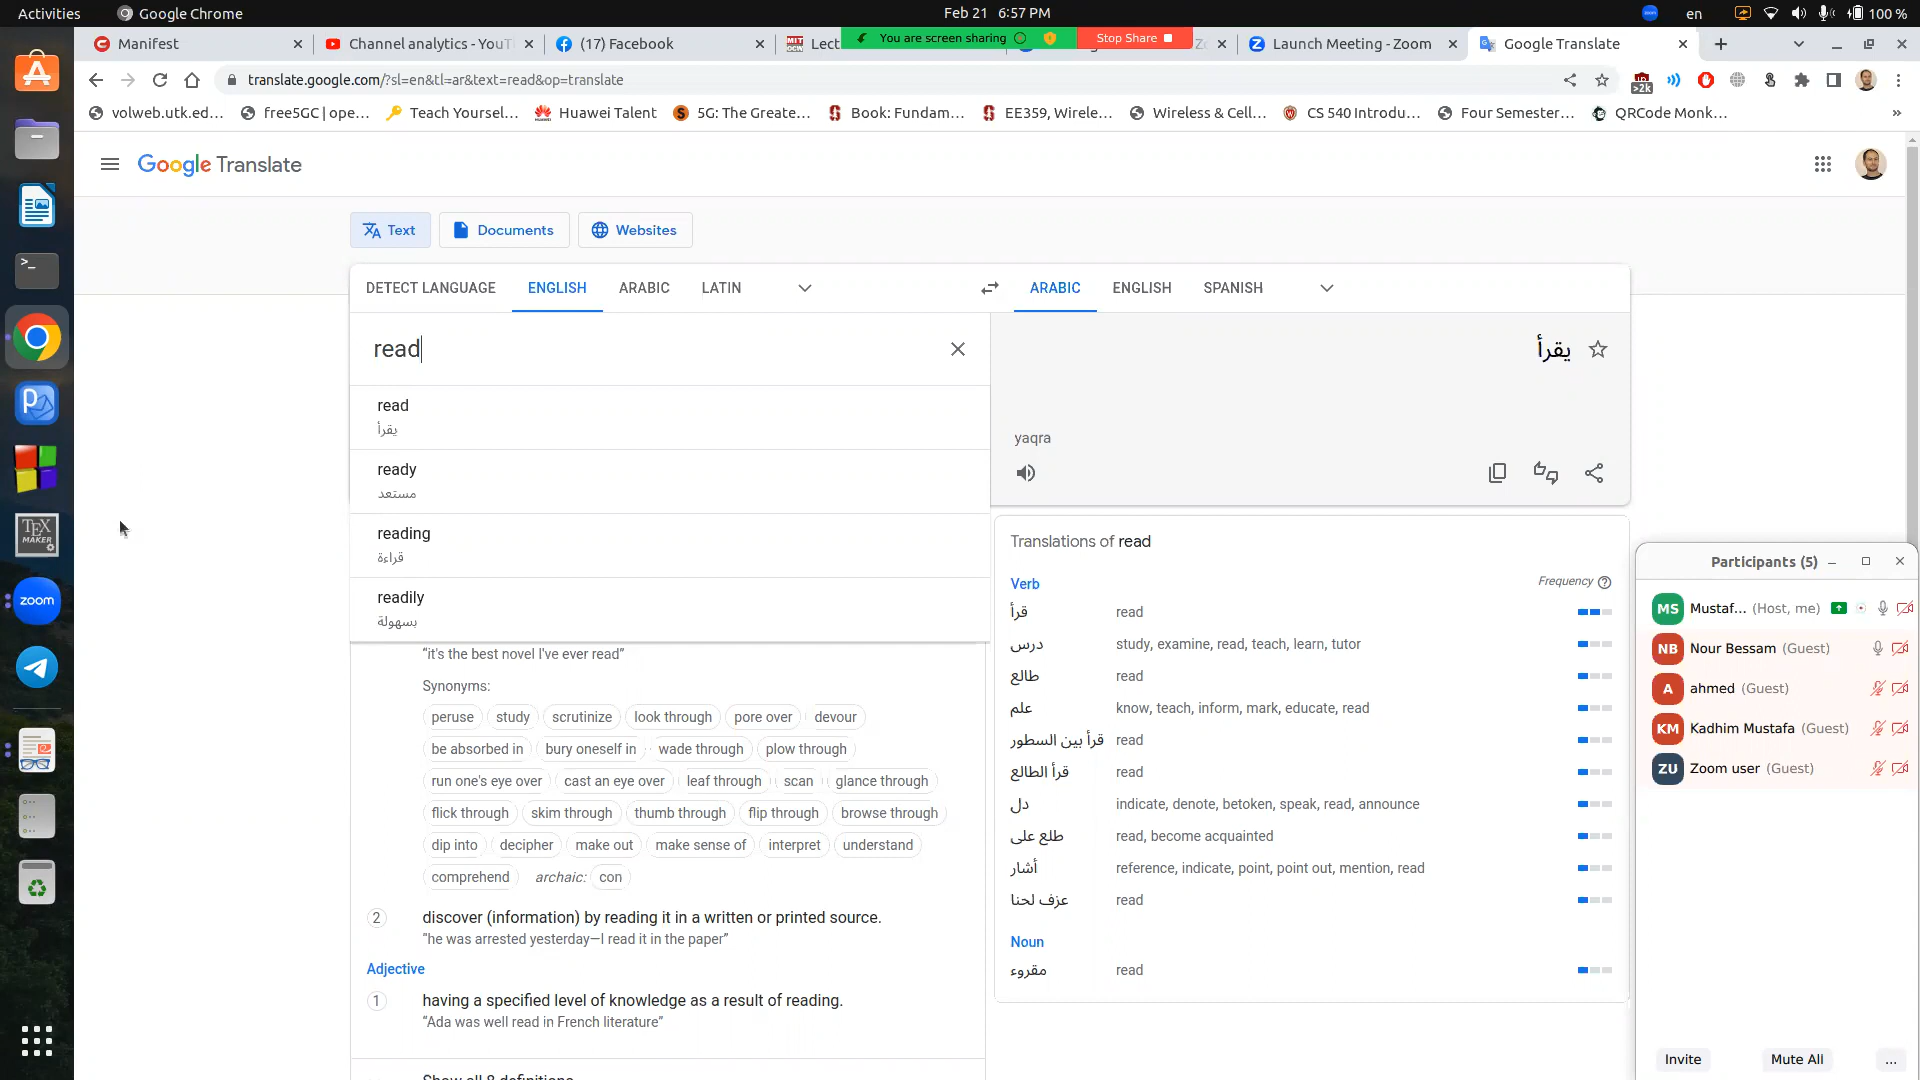 Activities
Google Chrome
Feb 21 6:57 PM
en
100 %
Manifest
Channel analytics - YouT
(17) Facebook
Lect
You are screen sharing
Stop Share
Launch Meeting - Zoom
Google Translate
translate.google.com/?sl=en&tl=ar&text=read&op=translate
>2k
volweb.utk.ed...
free5GC | ope...
Teach Yoursel...
Huawei Talent
5G: The Greate...
Book: Fundam...
EE359, Wirele...
Wireless & Cell...
CS 540 Introdu...
Four Semester...
QRCode Monk...
»
Google Translate
Text
Documents
Websites
DETECT LANGUAGE
ENGLISH
ARABIC
LATIN
ARABIC
ENGLISH
SPANISH
read
يقرأ
yaqra
read
يقرأ
ready
مستعد
reading
قراءة
readily
بسهولة
“it's the best novel I've ever read”
Synonyms:
peruse study scrutinize look through pore over devour
be absorbed in bury oneself in wade through plow through
run one's eye over cast an eye over leaf through scan glance through
flick through skim through thumb through flip through browse through
dip into decipher make out make sense of interpret understand
comprehend archaic: con
2 discover (information) by reading it in a written or printed source.
“he was arrested yesterday—I read it in the paper”
Adjective
1 having a specified level of knowledge as a result of reading.
“Ada was well read in French literature”
Show all 8 definitions
Translations of read
Verb
Frequency
قرأ read
درس study, examine, read, teach, learn, tutor
طالع read
علم know, teach, inform, mark, educate, read
قرأ بين السطور read
قرأ الطالع read
دل indicate, denote, betoken, speak, read, announce
طلع على read, become acquainted
أشار reference, indicate, point, point out, mention, read
عزف لحنا read
Noun
مقروء read
Participants (5)
MS Mustaf... (Host, me)
NB Nour Bessam (Guest)
A ahmed (Guest)
KM Kadhim Mustafa (Guest)
ZU Zoom user (Guest)
Invite
Mute All
...
>_
TEX
MAKER
zoom